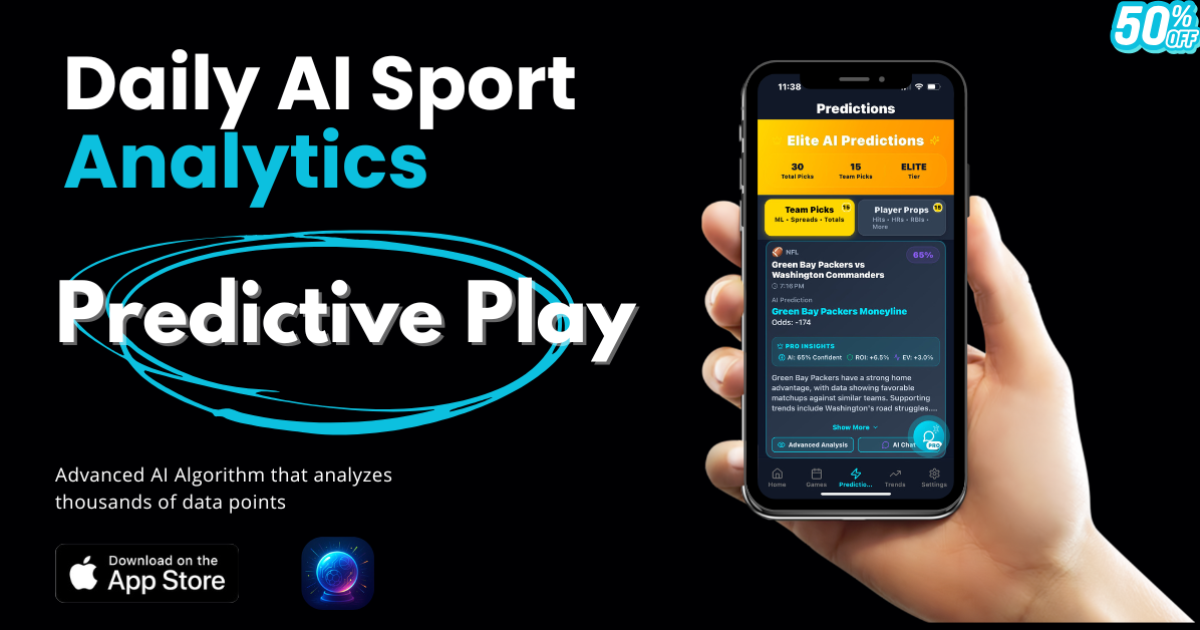 50% OFF
Daily AI Sport
Analytics
Predictive Play
Advanced AI Algorithm that analyzes
thousands of data points
Download on the
App Store
11:38
Predictions
Elite AI Predictions
30 15 ELITE
Total Picks Team Picks Tier
Team Picks 15
ML • Spreads • Totals
Player Props 15
HRs • Hits • RBIs •
More
NFL 65%
Green Bay Packers vs
Washington Commanders
7:16 PM
AI Prediction
Green Bay Packers Moneyline
Odds: -174
PRO INSIGHTS
AI: 65% Confident ROI: +6.5% EV: +3.0%
Green Bay Packers have a strong home
advantage, with data showing favorable
matchups against similar teams. Supporting
trends include Washington's road struggles....
Show More
Advanced Analysis AI Chat
PRO
Home Games Predictio... Trends Settings